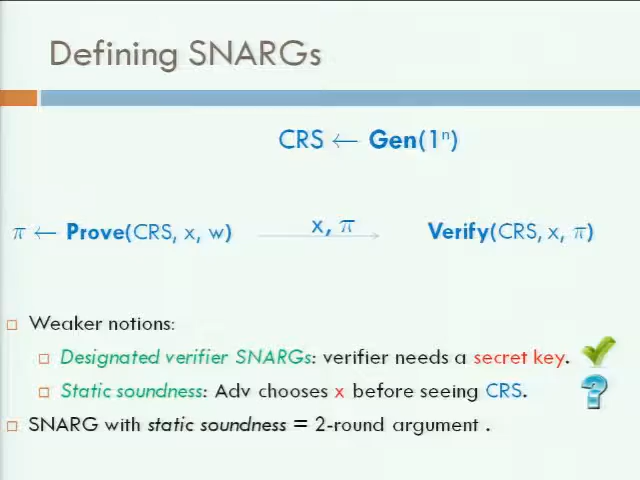 Defining SNARGs
CRS ← Gen(1ⁿ)
π ← Prove(CRS, x, w)
x, π
Verify(CRS, x, π)
Weaker notions:
Designated verifier SNARGs: verifier needs a secret key.
Static soundness: Adv chooses x before seeing CRS.
SNARG with static soundness = 2-round argument .